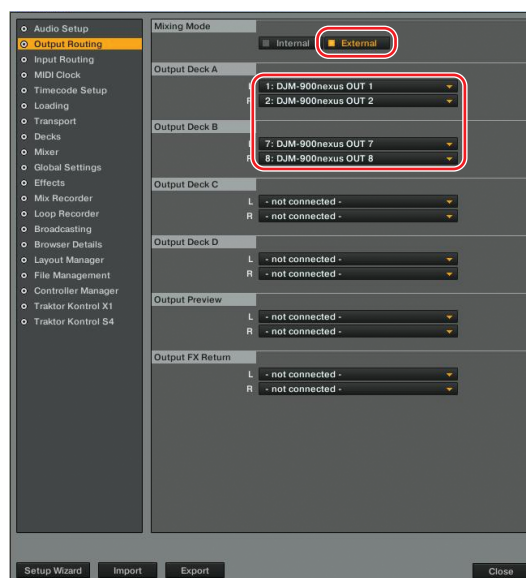 Audio Setup
Output Routing
Input Routing
MIDI Clock
Timecode Setup
Loading
Transport
Decks
Mixer
Global Settings
Effects
Mix Recorder
Loop Recorder
Broadcasting
Browser Details
Layout Manager
File Management
Controller Manager
Traktor Kontrol X1
Traktor Kontrol S4
Mixing Mode
Internal External
Output Deck A
L 1: DJM-900nexus OUT 1
R 2: DJM-900nexus OUT 2
Output Deck B
L 7: DJM-900nexus OUT 7
R 8: DJM-900nexus OUT 8
Output Deck C
L - not connected -
R - not connected -
Output Deck D
L - not connected -
R - not connected -
Output Preview
L - not connected -
R - not connected -
Output FX Return
L - not connected -
R - not connected -
Setup Wizard Import Export Close